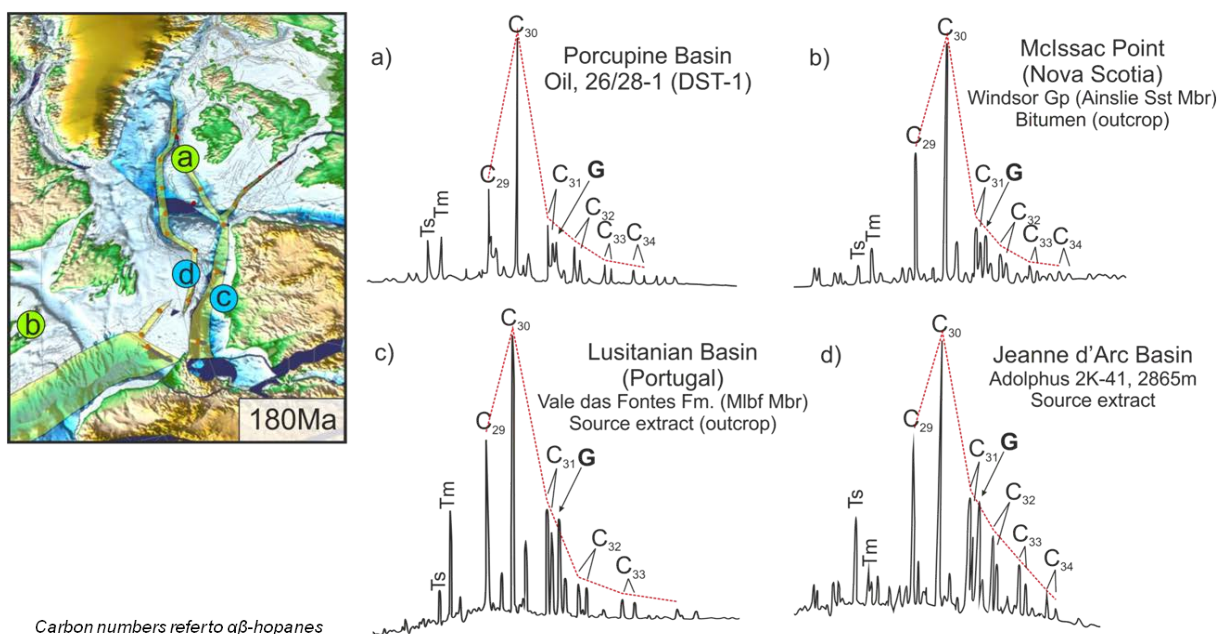 a
d
c
b
180Ma
Carbon numbers refer to αβ-hopanes
a)
Porcupine Basin
Oil, 26/28-1 (DST-1)
Ts
Tm
C29
C30
C31
G
C32
C33
C34
b)
McIssac Point
(Nova Scotia)
Windsor Gp (Ainslie Sst Mbr)
Bitumen (outcrop)
Ts
Tm
C29
C30
C31
G
C32
C33
C34
c)
Lusitanian Basin
(Portugal)
Vale das Fontes Fm. (Mlbf Mbr)
Source extract (outcrop)
Ts
Tm
C29
C30
C31
G
C32
C33
d)
Jeanne d'Arc Basin
Adolphus 2K-41, 2865m
Source extract
Ts
Tm
C29
C30
C31
G
C32
C33
C34